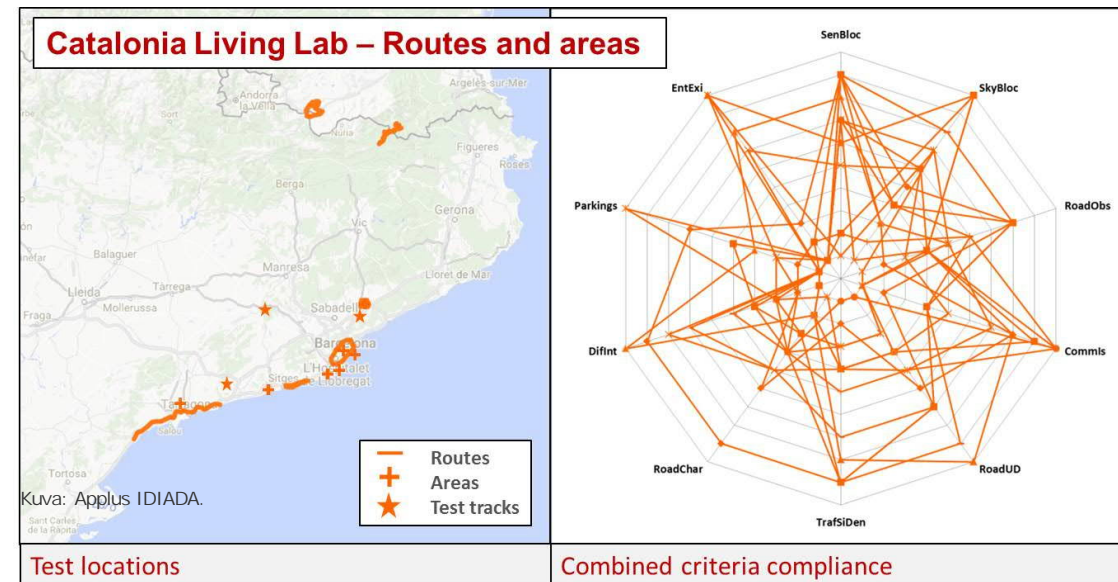 Catalonia Living Lab – Routes and areas
Argelès-sur-Mer
Andorra
la Vella
Núria
Figueres
Roses
Berga
Vic
Gerona
Balaguer
Manresa
Lloret de Mar
Lleida
Tàrrega
Mollerussa
Fraga
Sabadell
Barcelona
L'Hospitalet
de Llobregat
Sitges
Tarragona
Salou
Tortosa
Sant Carles
de la Ràpita
Kuva: Applus IDIADA.
Routes
Areas
Test tracks
Test locations
SenBloc
EntExi
SkyBloc
Parkings
RoadObs
DifInt
CommIs
RoadChar
RoadUD
TrafSiDen
Combined criteria compliance